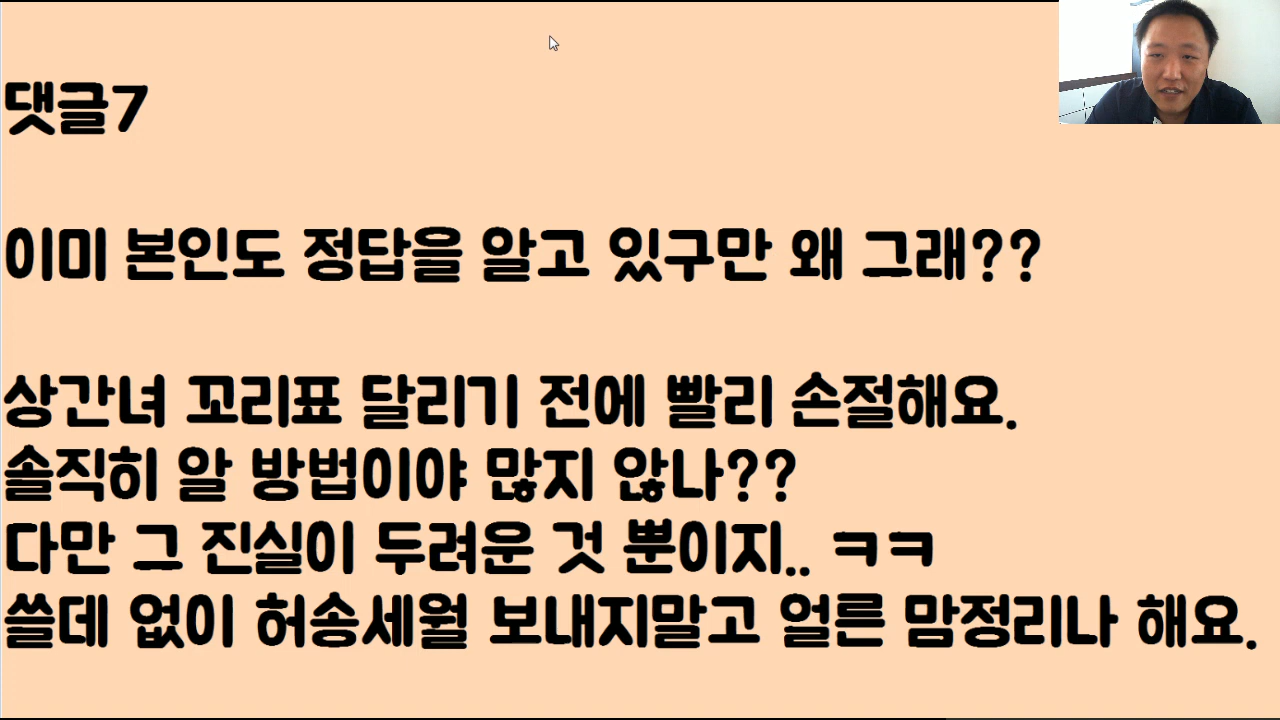 댓글7
이미 본인도 정답을 알고 있구만 왜 그래??
상간녀 꼬리표 달리기 전에 빨리 손절해요.
솔직히 알 방법이야 많지 않나??
다만 그 진실이 두려운 것 뿐이지.. ㅋㅋ
쓸데 없이 허송세월 보내지말고 얼른 맘정리나 해요.